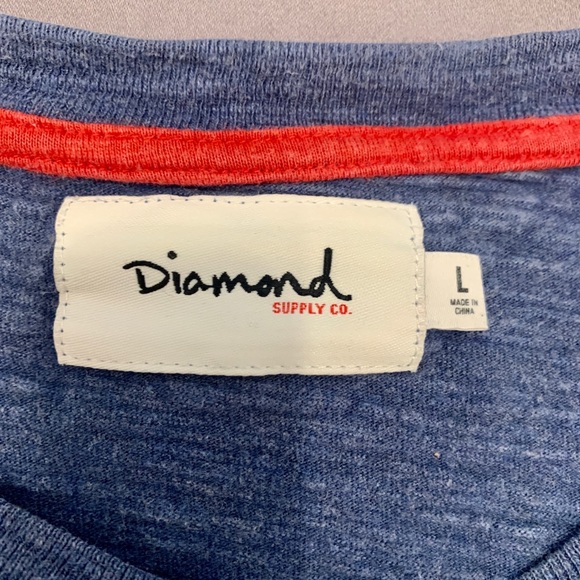 Diamond
SUPPLY CO.
L
MADE IN
CHINA